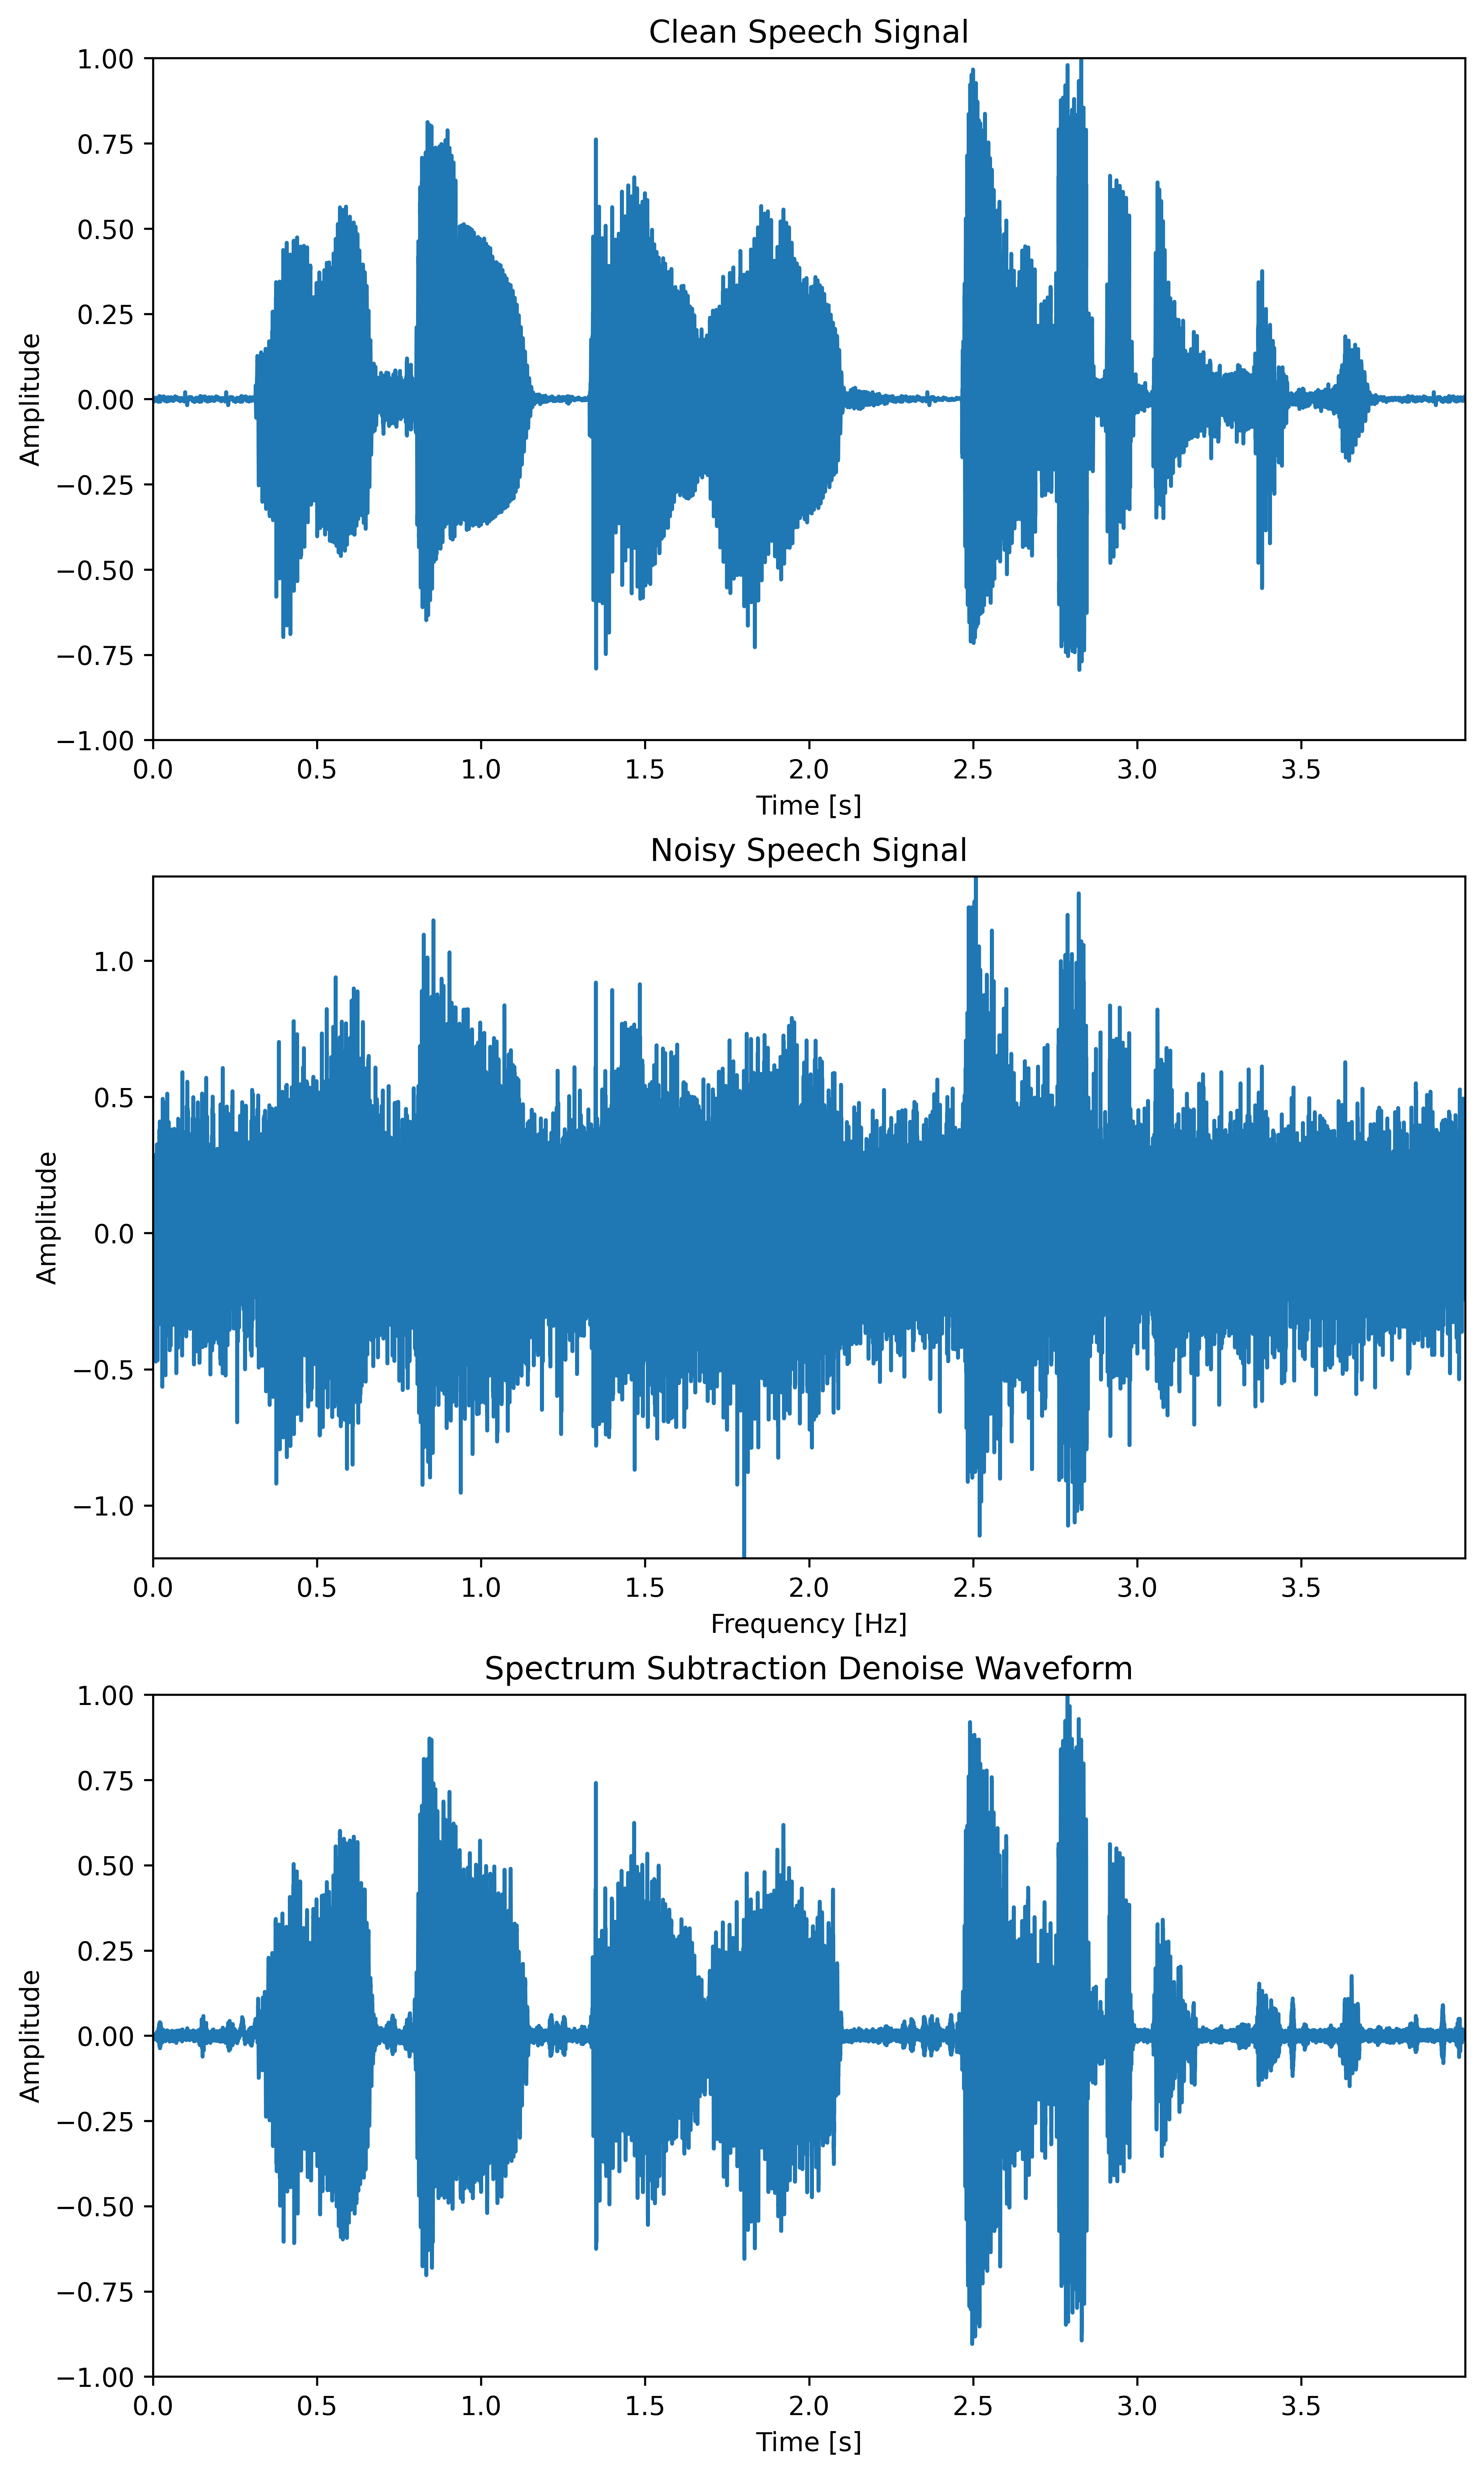 Clean Speech Signal
1.00
0.75
0.50
0.25
0.00
−0.25
−0.50
−0.75
−1.00
Amplitude
0.0 0.5 1.0 1.5 2.0 2.5 3.0 3.5
Time [s]
Noisy Speech Signal
1.0
0.5
0.0
−0.5
−1.0
Amplitude
0.0 0.5 1.0 1.5 2.0 2.5 3.0 3.5
Frequency [Hz]
Spectrum Subtraction Denoise Waveform
1.00
0.75
0.50
0.25
0.00
−0.25
−0.50
−0.75
−1.00
Amplitude
0.0 0.5 1.0 1.5 2.0 2.5 3.0 3.5
Time [s]